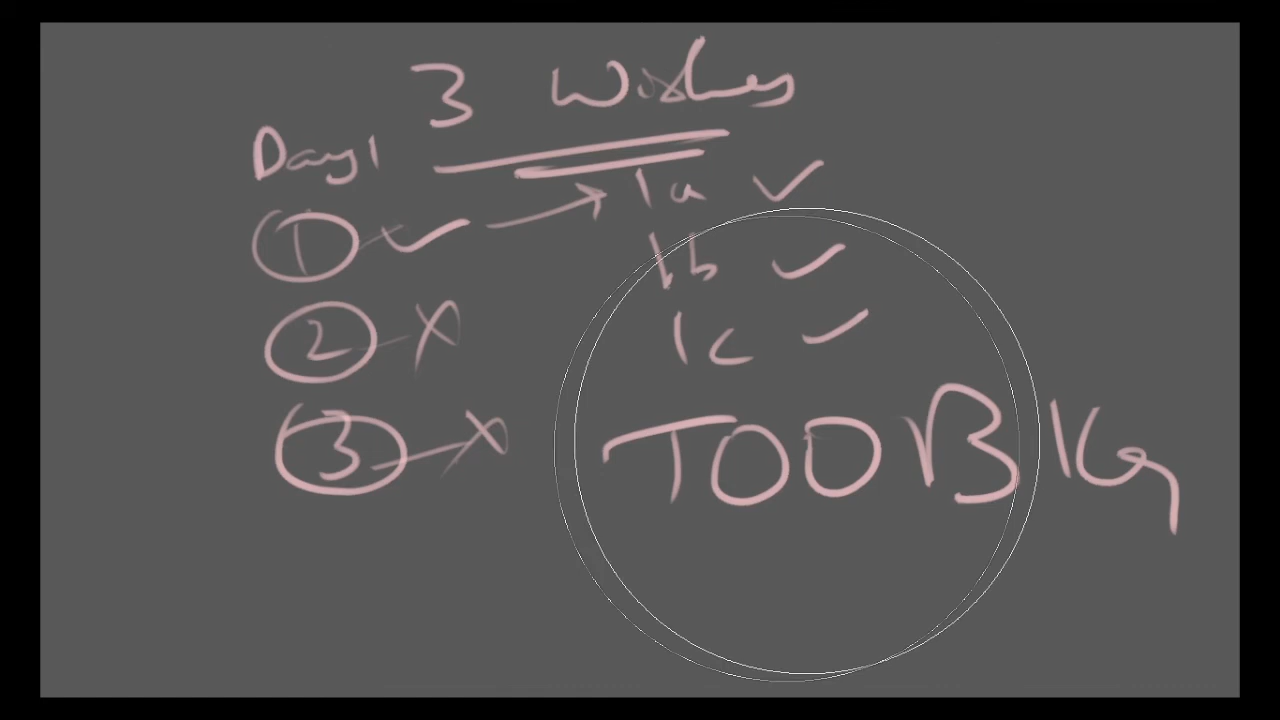 3 Wishes
Day 1
1 ✓ → 1a ✓
1b ✓
2 X
1c ✓
3 X
TOO BIG